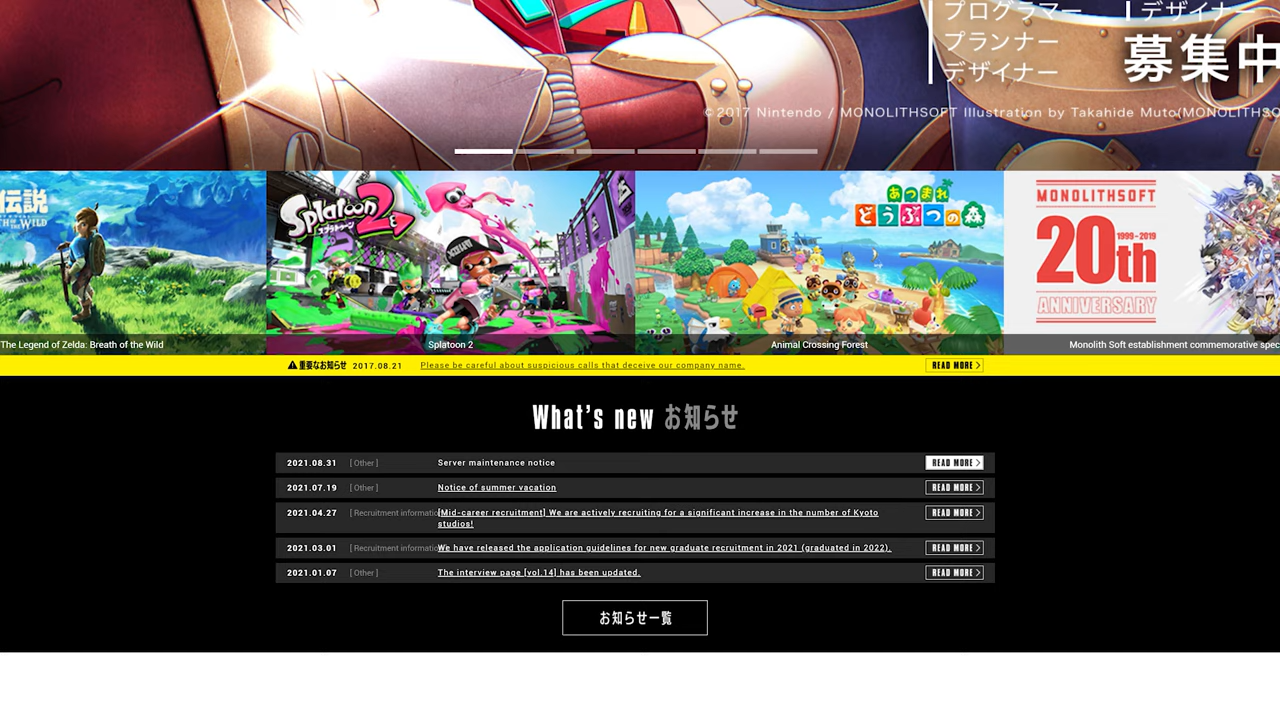 プログラマー
デザイナー
プランナー
デザイナー
募集中
© 2017 Nintendo / MONOLITHSOFT Illustration by Takahide Muto(MONOLITHSO
伝説
THE WILD
Splatoon 2
スプラトゥーン
あつまれ
どうぶつの森
MONOLITHSOFT
1999-2019
20th
ANNIVERSARY
The Legend of Zelda: Breath of the Wild
Splatoon 2
Animal Crossing Forest
Monolith Soft establishment commemorative spec
重要なお知らせ 2017.08.21 Please be careful about suspicious calls that deceive our company name. READ MORE
What's new お知らせ
2021.08.31 [ Other ] Server maintenance notice READ MORE
2021.07.19 [ Other ] Notice of summer vacation READ MORE
2021.04.27 [ Recruitment informatio [Mid-career recruitment] We are actively recruiting for a significant increase in the number of Kyoto READ MORE
studios!
2021.03.01 [ Recruitment informatio We have released the application guidelines for new graduate recruitment in 2021 (graduated in 2022). READ MORE
2021.01.07 [ Other ] The interview page [vol.14] has been updated. READ MORE
お知らせ一覧